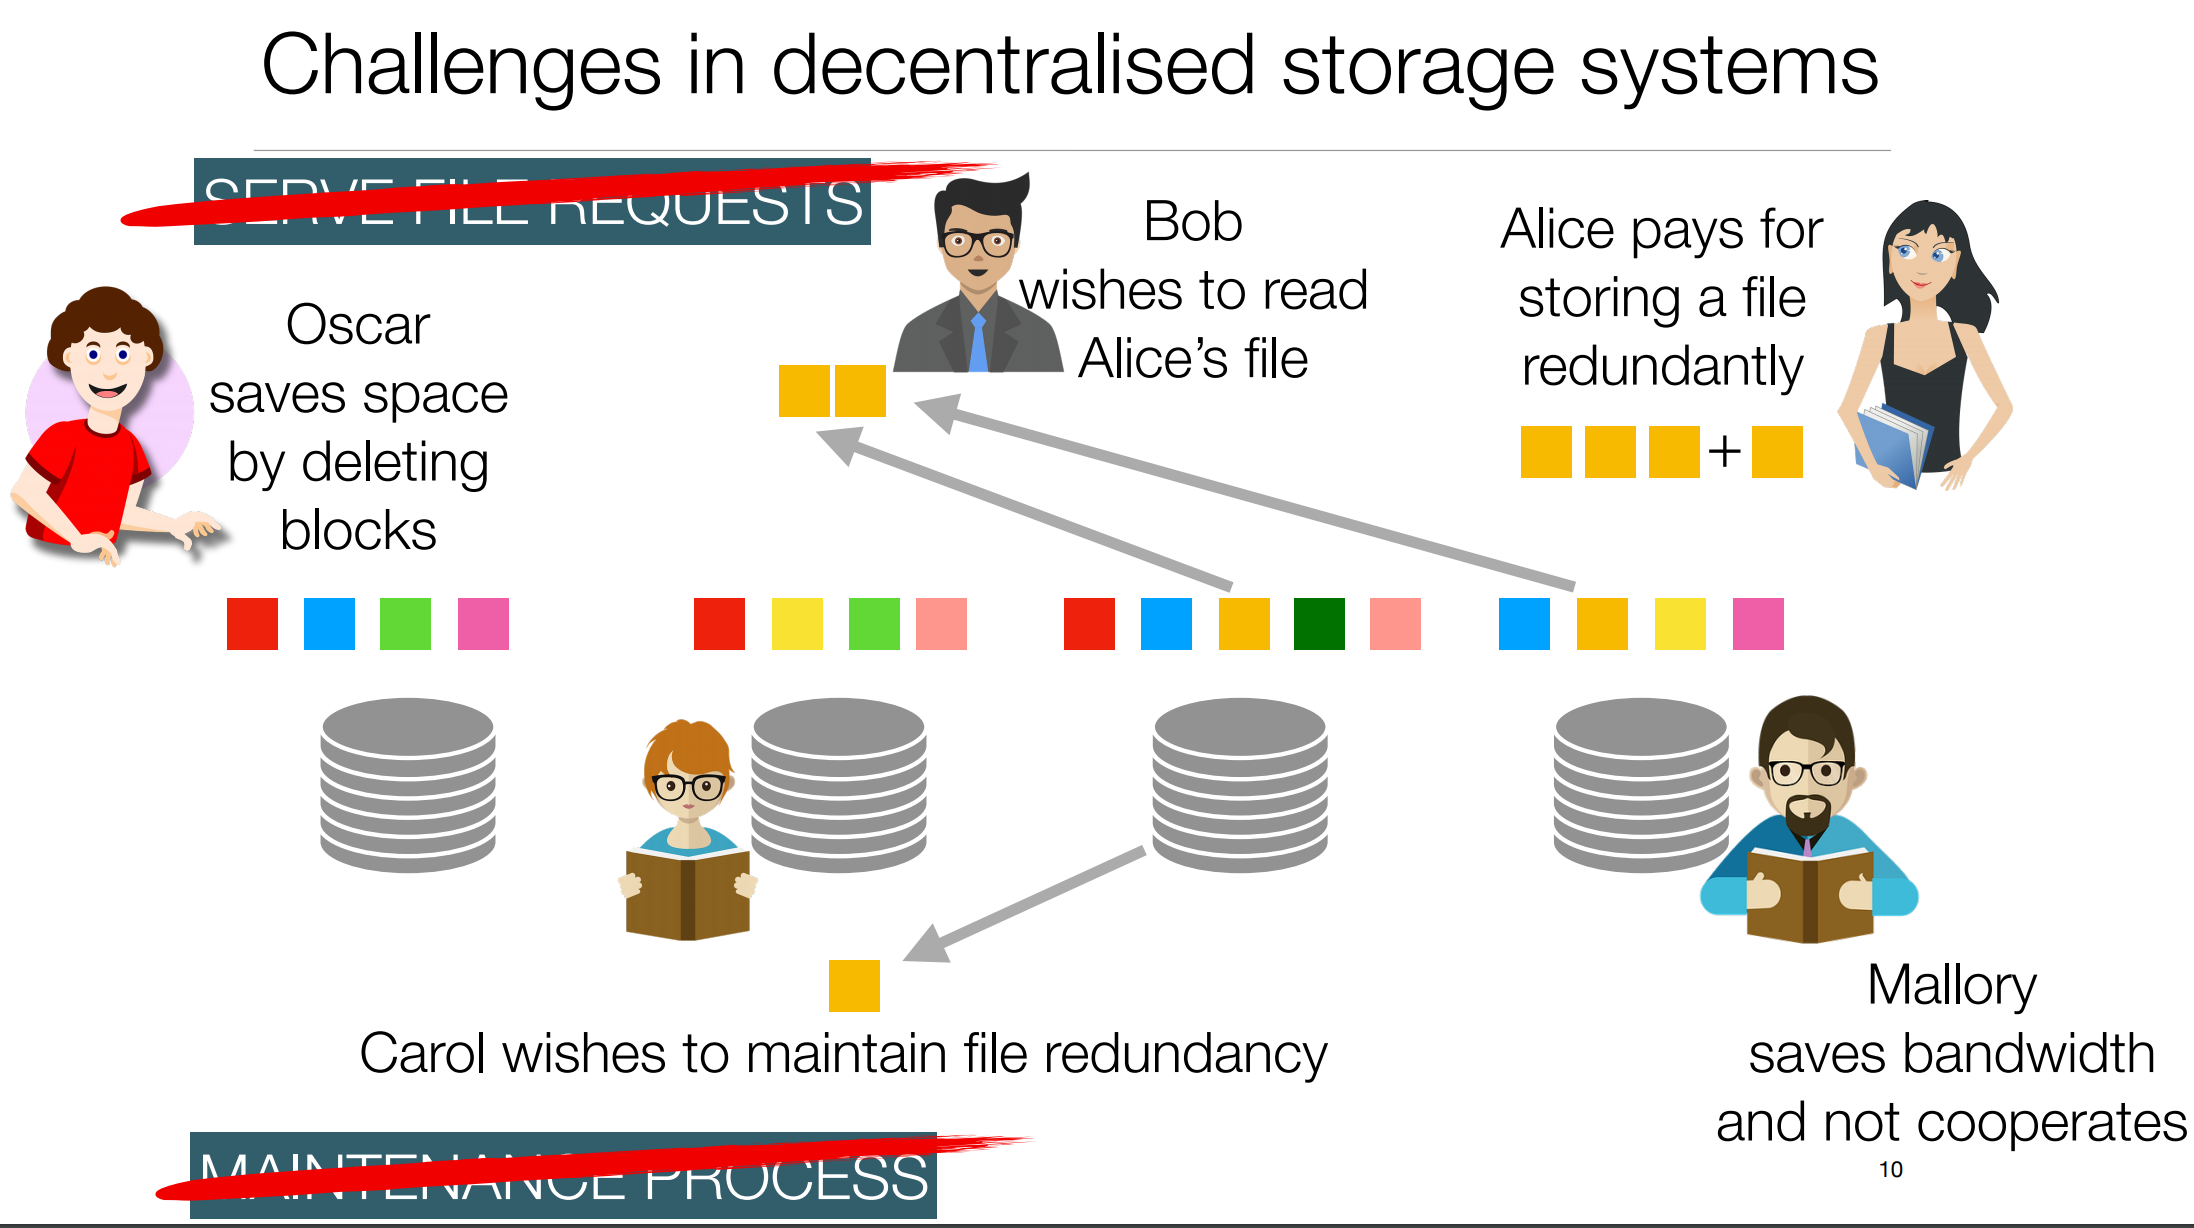 Challenges in decentralised storage systems
SERVE FILE REQUESTS
Bob
wishes to read
Alice's file
Alice pays for
storing a file
redundantly
+
Oscar
saves space
by deleting
blocks
Carol wishes to maintain file redundancy
Mallory
saves bandwidth
and not cooperates
MAINTENANCE PROCESS
10